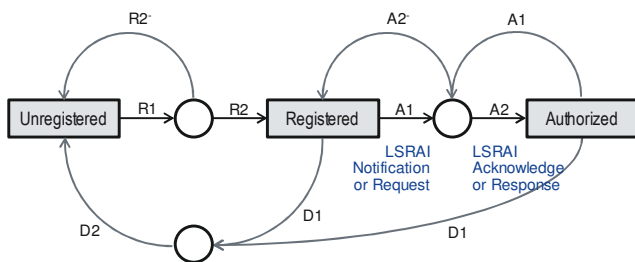 R2-
A2-
A1
Unregistered
R1
R2
Registered
A1
A2
Authorized
LSRAI
Notification
or Request
LSRAI
Acknowledge
or Response
D1
D2
D1